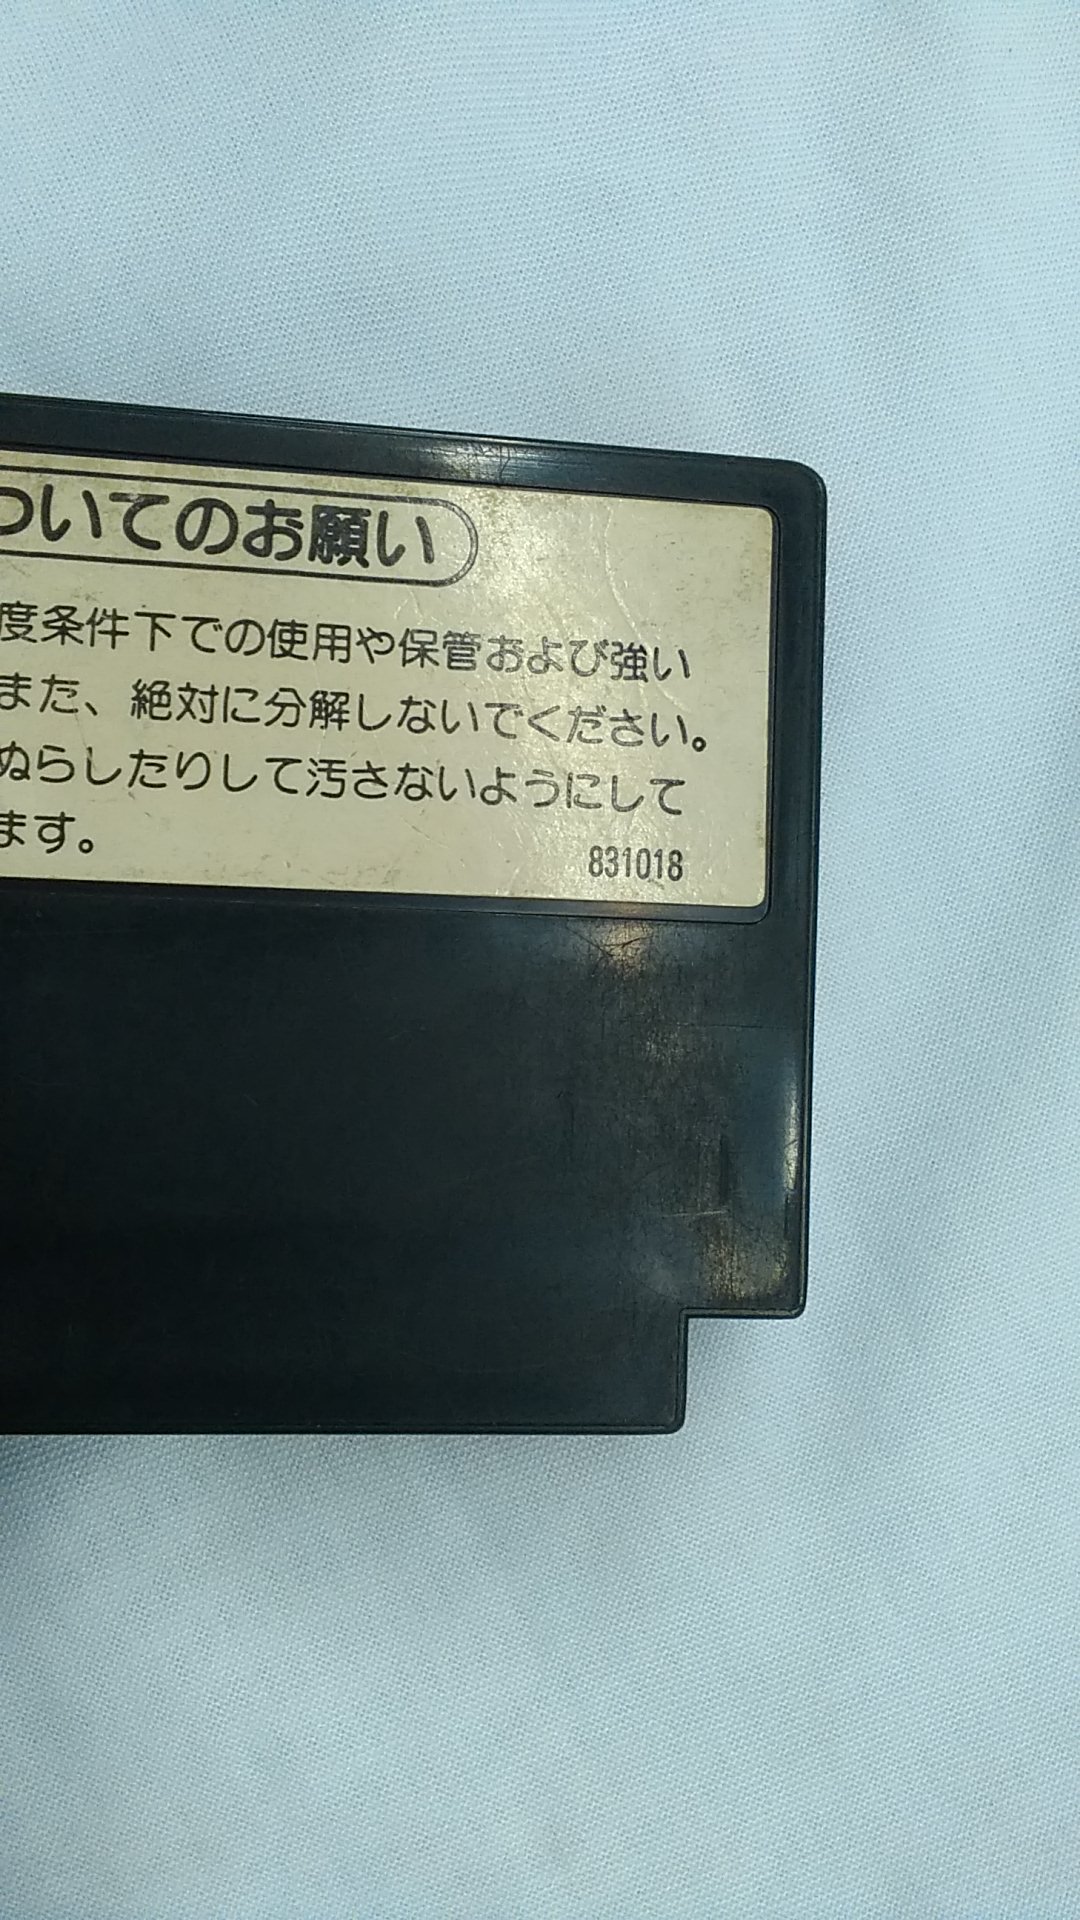 ついてのお願い
度条件下での使用や保管および強い
また、絶対に分解しないでください。
ぬらしたりして汚さないようにして
ます。
831018